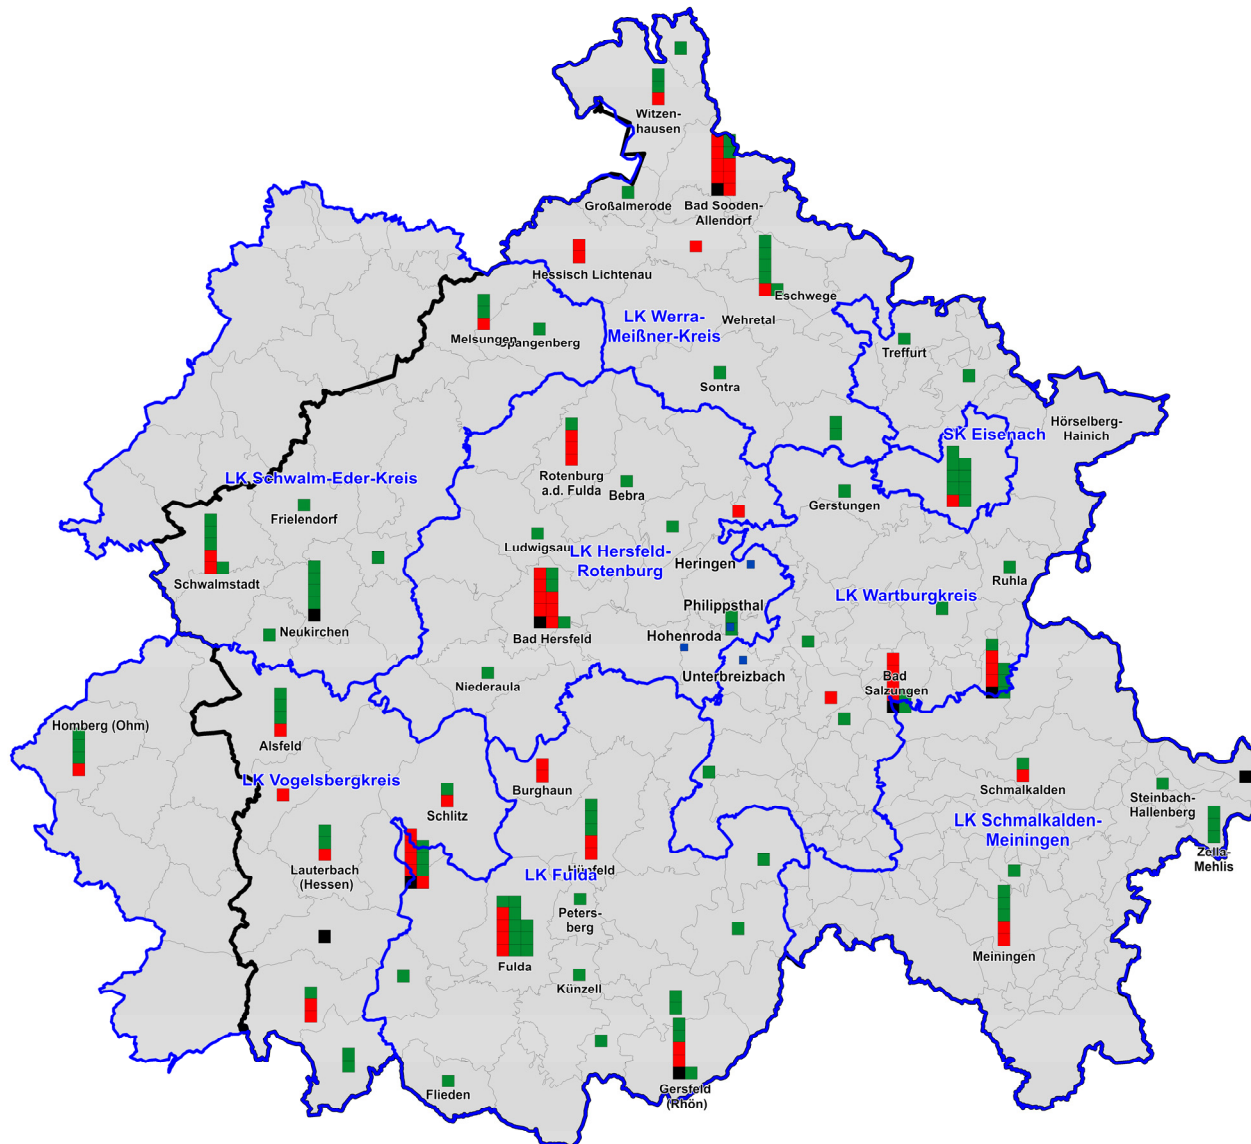 Witzen-
hausen
Großalmerode
Bad Sooden-
Allendorf
Hessisch Lichtenau
Eschwege
LK Werra-
Meißner-Kreis
Wehretal
Melsungen
Spangenberg
Treffurt
Sontra
Hörselberg-
Hainich
SK Eisenach
LK Schwalm-Eder-Kreis
Rotenburg
a.d. Fulda
Bebra
Gerstungen
Frielendorf
Ludwigsau
LK Hersfeld-
Rotenburg
Heringen
Ruhla
Schwalmstadt
LK Wartburgkreis
Philippsthal
Neukirchen
Bad Hersfeld
Hohenroda
Unterbreizbach
Niederaula
Bad
Salzungen
Homberg (Ohm)
Alsfeld
LK Vogelsbergkreis
Burghaun
Schlitz
Schmalkalden
Steinbach-
Hallenberg
LK Schmalkalden-
Meiningen
Zella-
Mehlis
Lauterbach
(Hessen)
Hünfeld
LK Fulda
Peters-
berg
Meiningen
Fulda
Künzell
Flieden
Gersfeld
(Rhön)